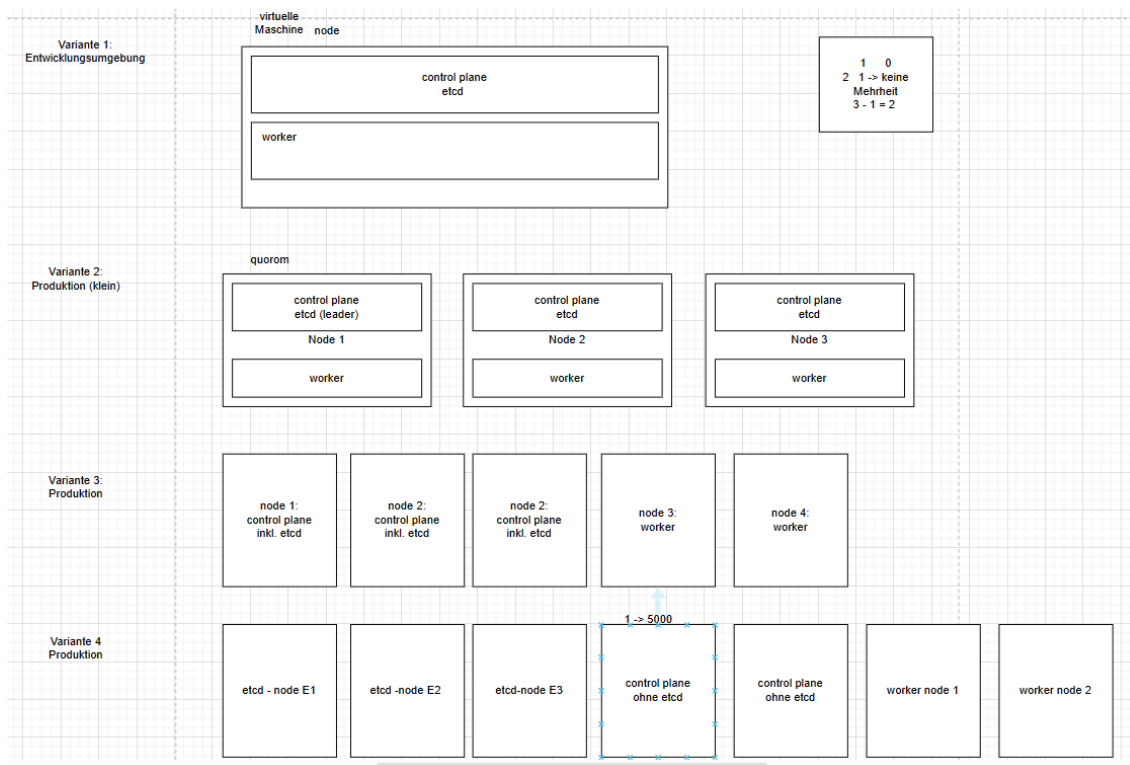 virtuelle
Maschine node
Variante 1:
Entwicklungsumgebung
control plane
etcd
worker
1 0
2 1 -> keine
Mehrheit
3 - 1 = 2
quorom
Variante 2:
Produktion (klein)
control plane
etcd (leader)
Node 1
worker
control plane
etcd
Node 2
worker
control plane
etcd
Node 3
worker
Variante 3:
Produktion
node 1:
control plane
inkl. etcd
node 2:
control plane
inkl. etcd
node 2:
control plane
inkl. etcd
node 3:
worker
node 4:
worker
1 -> 5000
Variante 4
Produktion
etcd - node E1
etcd -node E2
etcd-node E3
control plane
ohne etcd
control plane
ohne etcd
worker node 1
worker node 2